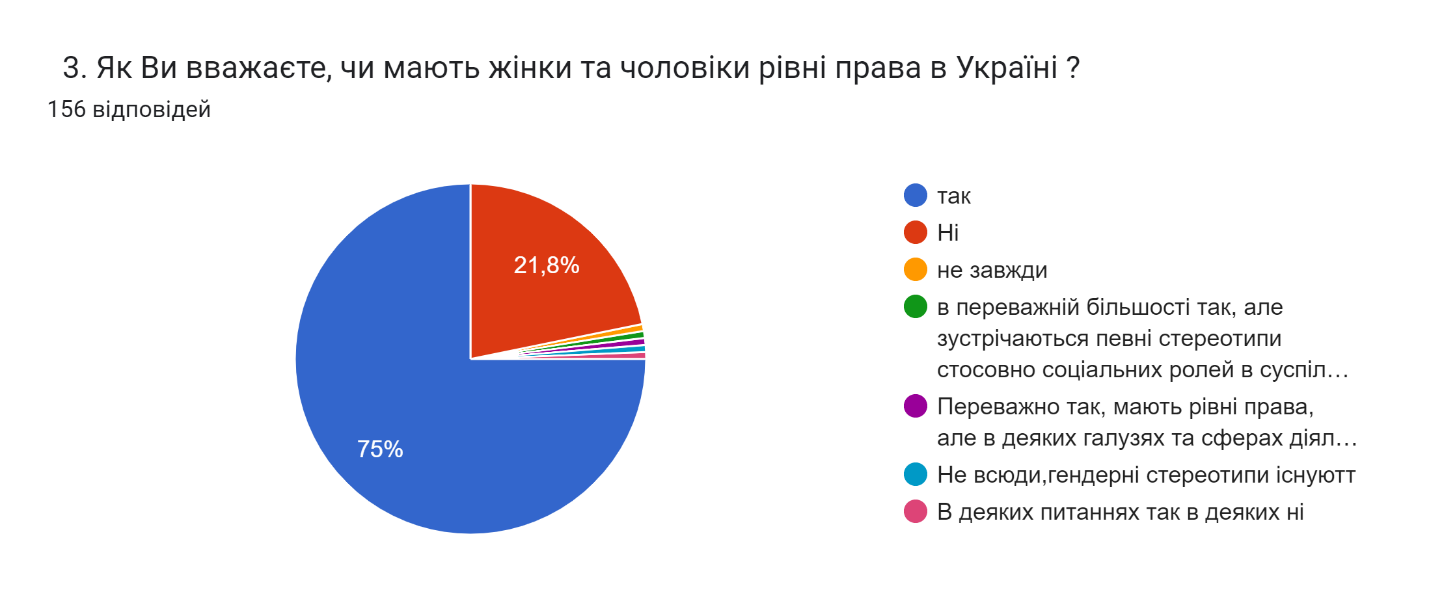 3. Як Ви вважаєте, чи мають жінки та чоловіки рівні права в Україні ?
156 відповідей
21,8%
75%
так
Ні
не завжди
в переважній більшості так, але
зустрічаються певні стереотипи
стосовно соціальних ролей в суспіл…
Переважно так, мають рівні права,
але в деяких галузях та сферах діял…
Не всюди,гендерні стереотипи існуютт
В деяких питаннях так в деяких ні